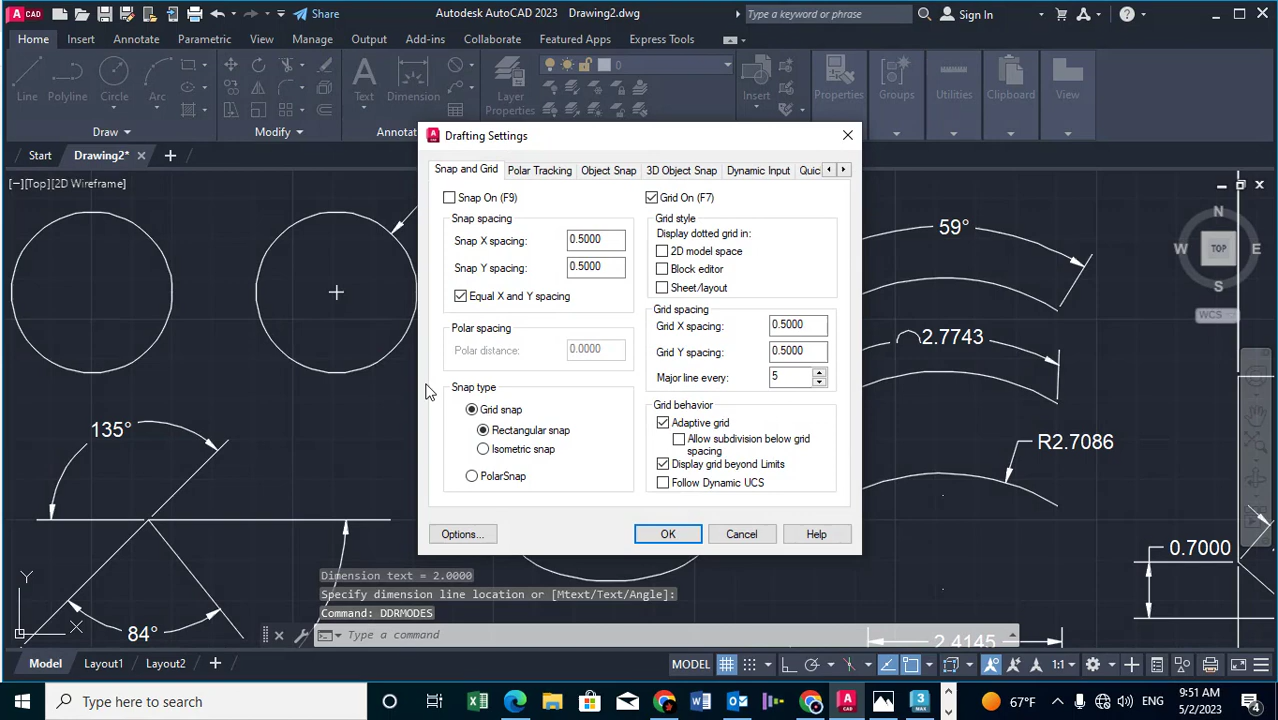 CAD
Share
Autodesk AutoCAD 2023 Drawing2.dwg
Type a keyword or phrase
Sign In
Home Insert Annotate Parametric View Manage Output Add-ins Collaborate Featured Apps Express Tools
0
Line Polyline Circle Arc
Text Dimension
Layer
Properties
Insert Properties Groups Utilities Clipboard View
Draw Modify Annotat
Start Drawing2*
[−][Top][2D Wireframe]
Drafting Settings
Snap and Grid Polar Tracking Object Snap 3D Object Snap Dynamic Input Quic
Snap On (F9)
Grid On (F7)
Snap spacing
Snap X spacing: 0.5000
Snap Y spacing: 0.5000
Equal X and Y spacing
Polar spacing
Polar distance: 0.0000
Snap type
Grid snap
Rectangular snap
Isometric snap
PolarSnap
Grid style
Display dotted grid in:
2D model space
Block editor
Sheet/layout
Grid spacing
Grid X spacing: 0.5000
Grid Y spacing: 0.5000
Major line every: 5
Grid behavior
Adaptive grid
Allow subdivision below grid
spacing
Display grid beyond Limits
Follow Dynamic UCS
Options... OK Cancel Help
59°
2.7743
R2.7086
0.7000
2.4145
135°
84°
N
W TOP E
S
WCS
Y
X
Dimension text = 2.0000
Specify dimension line location or [Mtext/Text/Angle]:
Command: DDRMODES
Type a command
Model Layout1 Layout2
MODEL 1:1
Type here to search
CAD
3
MAX
67°F
ENG
9:51 AM
5/2/2023
4